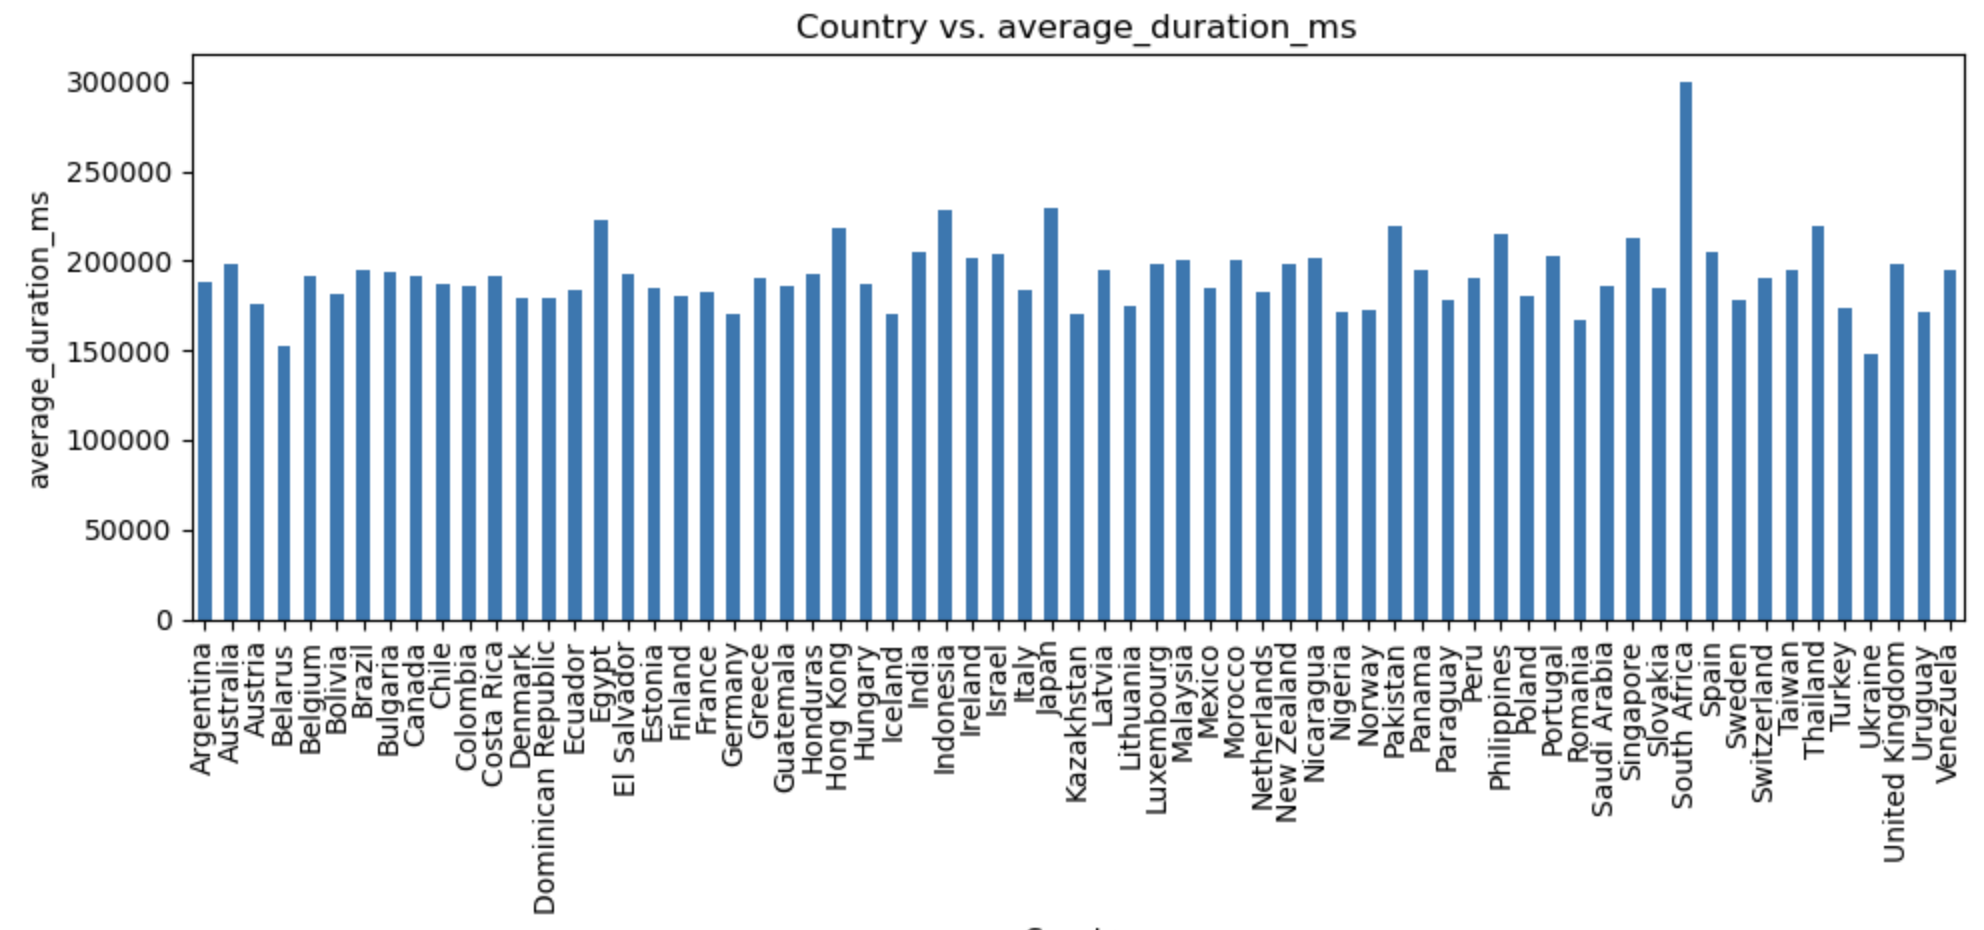 Country vs. average_duration_ms
average_duration_ms
300000
250000
200000
150000
100000
50000
0
Argentina
Australia
Austria
Belarus
Belgium
Bolivia
Brazil
Bulgaria
Canada
Chile
Colombia
Costa Rica
Denmark
Dominican Republic
Ecuador
Egypt
El Salvador
Estonia
Finland
France
Germany
Greece
Guatemala
Honduras
Hong Kong
Hungary
Iceland
India
Indonesia
Ireland
Israel
Italy
Japan
Kazakhstan
Latvia
Lithuania
Luxembourg
Malaysia
Mexico
Morocco
Netherlands
New Zealand
Nicaragua
Nigeria
Norway
Pakistan
Panama
Paraguay
Peru
Philippines
Poland
Portugal
Romania
Saudi Arabia
Singapore
Slovakia
South Africa
Spain
Sweden
Switzerland
Taiwan
Thailand
Turkey
Ukraine
United Kingdom
Uruguay
Venezuela